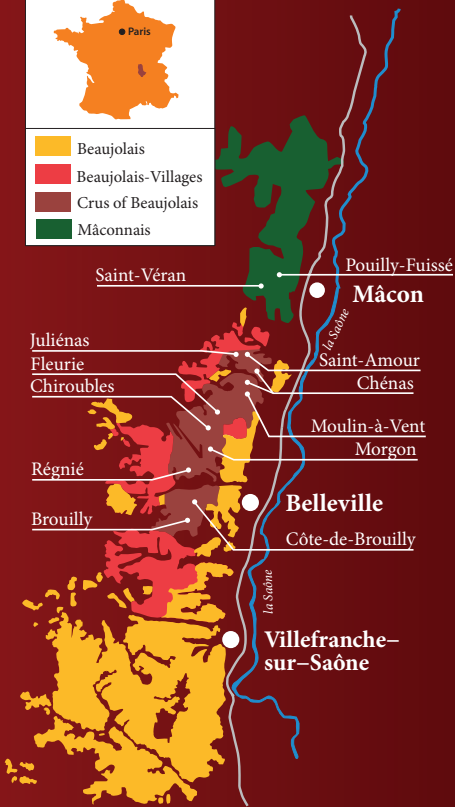 Paris
Beaujolais
Beaujolais-Villages
Crus of Beaujolais
Mâconnais
Pouilly-Fuissé
Saint-Véran
Mâcon
la Saône
Juliénas
Saint-Amour
Fleurie
Chénas
Chiroubles
Moulin-à-Vent
Morgon
Régnié
Belleville
Brouilly
Côte-de-Brouilly
la Saône
Villefranche–
sur–Saône